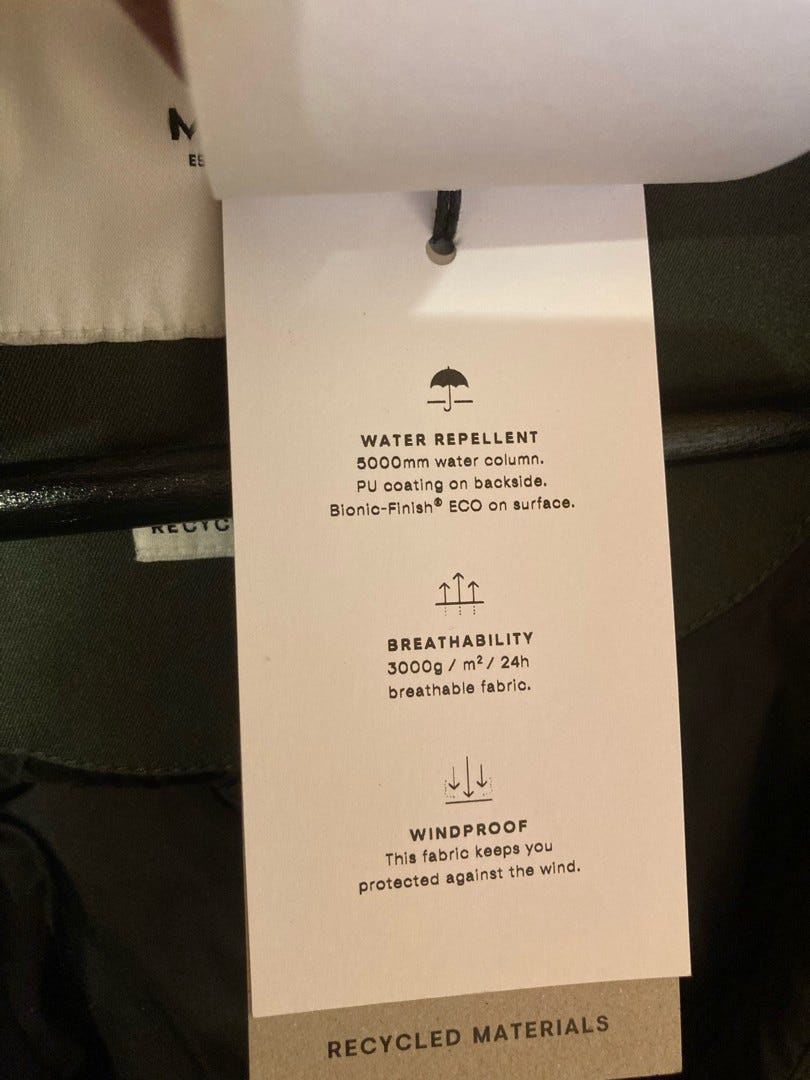 WATER REPELLENT
5000mm water column.
PU coating on backside.
Bionic-Finish® ECO on surface.
BREATHABILITY
3000g / m² / 24h
breathable fabric.
WINDPROOF
This fabric keeps you
protected against the wind.
RECYCLED MATERIALS